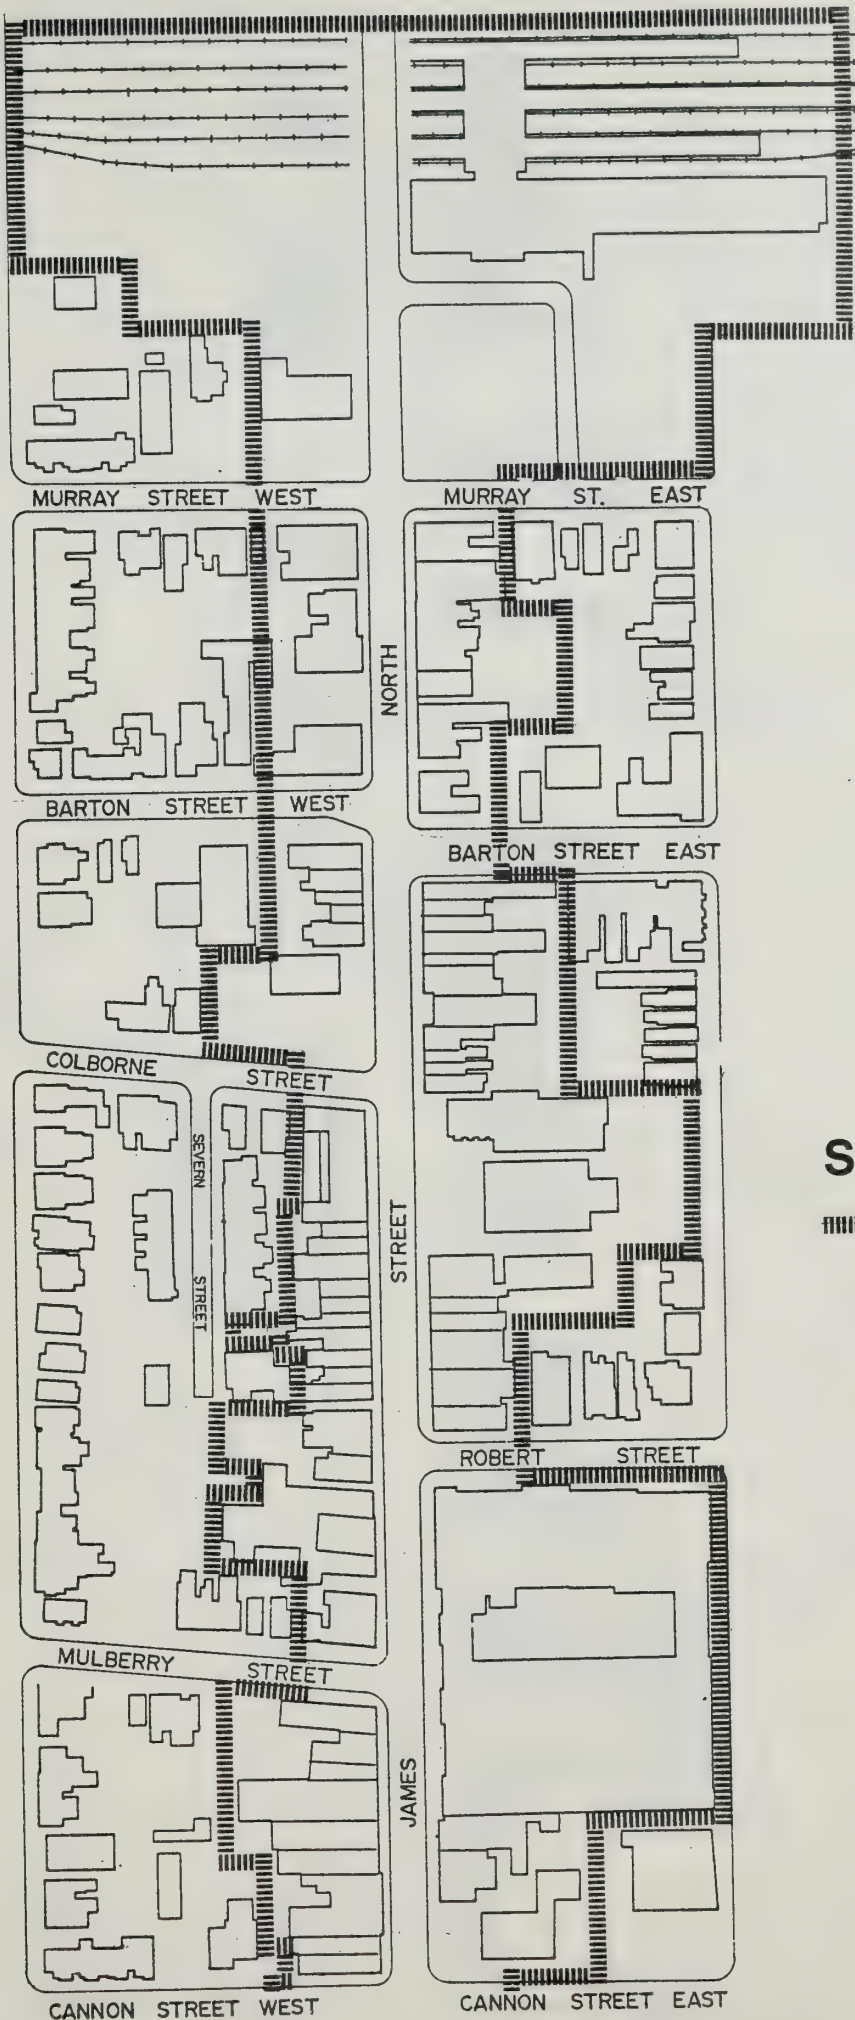 MURRAY STREET WEST
MURRAY ST. EAST
NORTH
BARTON STREET WEST
BARTON STREET EAST
COLBORNE STREET
SEVERN STREET
STREET
S
ROBERT STREET
MULBERRY STREET
JAMES
CANNON STREET WEST
CANNON STREET EAST